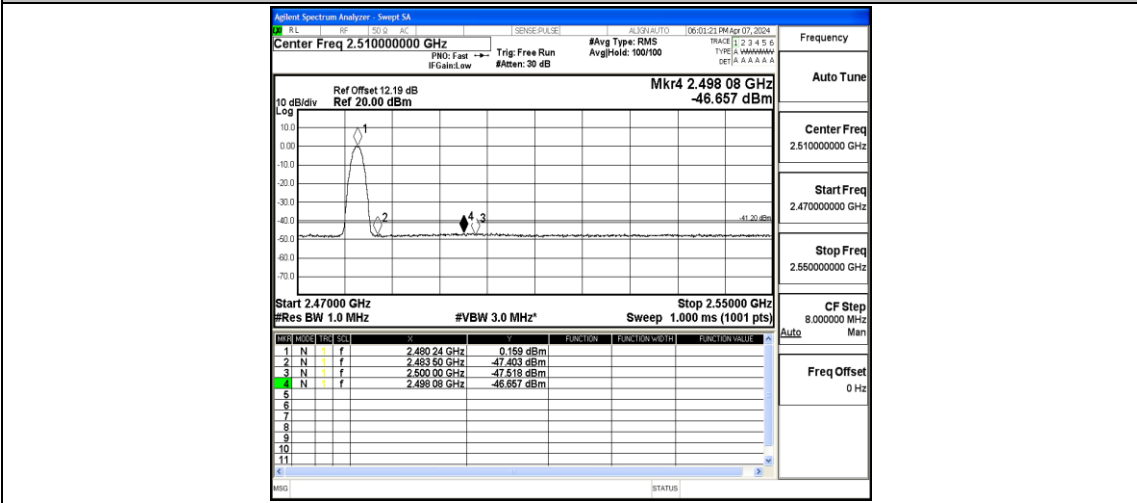 Agilent Spectrum Analyzer - Swept SA
RL RF 50 Ω AC SENSE:PULSE ALIGN AUTO 06:01:21 PM Apr 07, 2024
Center Freq 2.510000000 GHz
PNO: Fast
IFGain:Low
Trig: Free Run
#Atten: 30 dB
#Avg Type: RMS
Avg|Hold: 100/100
TRACE 1 2 3 4 5 6
TYPE A WWWWW
DET A A A A A A
Frequency
Mkr4 2.498 08 GHz
-46.657 dBm
Ref Offset 12.19 dB
10 dB/div Ref 20.00 dBm
Log
10.0
0.00
-10.0
-20.0
-30.0
-40.0
-50.0
-60.0
-70.0
1
2
4
3
-41.20 dBm
Start 2.47000 GHz Stop 2.55000 GHz
#Res BW 1.0 MHz #VBW 3.0 MHz* Sweep 1.000 ms (1001 pts)
MKR MODE TRC SCL X Y FUNCTION FUNCTION WIDTH FUNCTION VALUE
1 N 1 f 2.480 24 GHz 0.159 dBm
2 N 1 f 2.483 50 GHz -47.403 dBm
3 N 1 f 2.500 00 GHz -47.518 dBm
4 N 1 f 2.498 08 GHz -46.657 dBm
5
6
7
8
9
10
11
MSG STATUS
Auto Tune
Center Freq
2.510000000 GHz
Start Freq
2.470000000 GHz
Stop Freq
2.550000000 GHz
CF Step
8.000000 MHz
Auto Man
Freq Offset
0 Hz